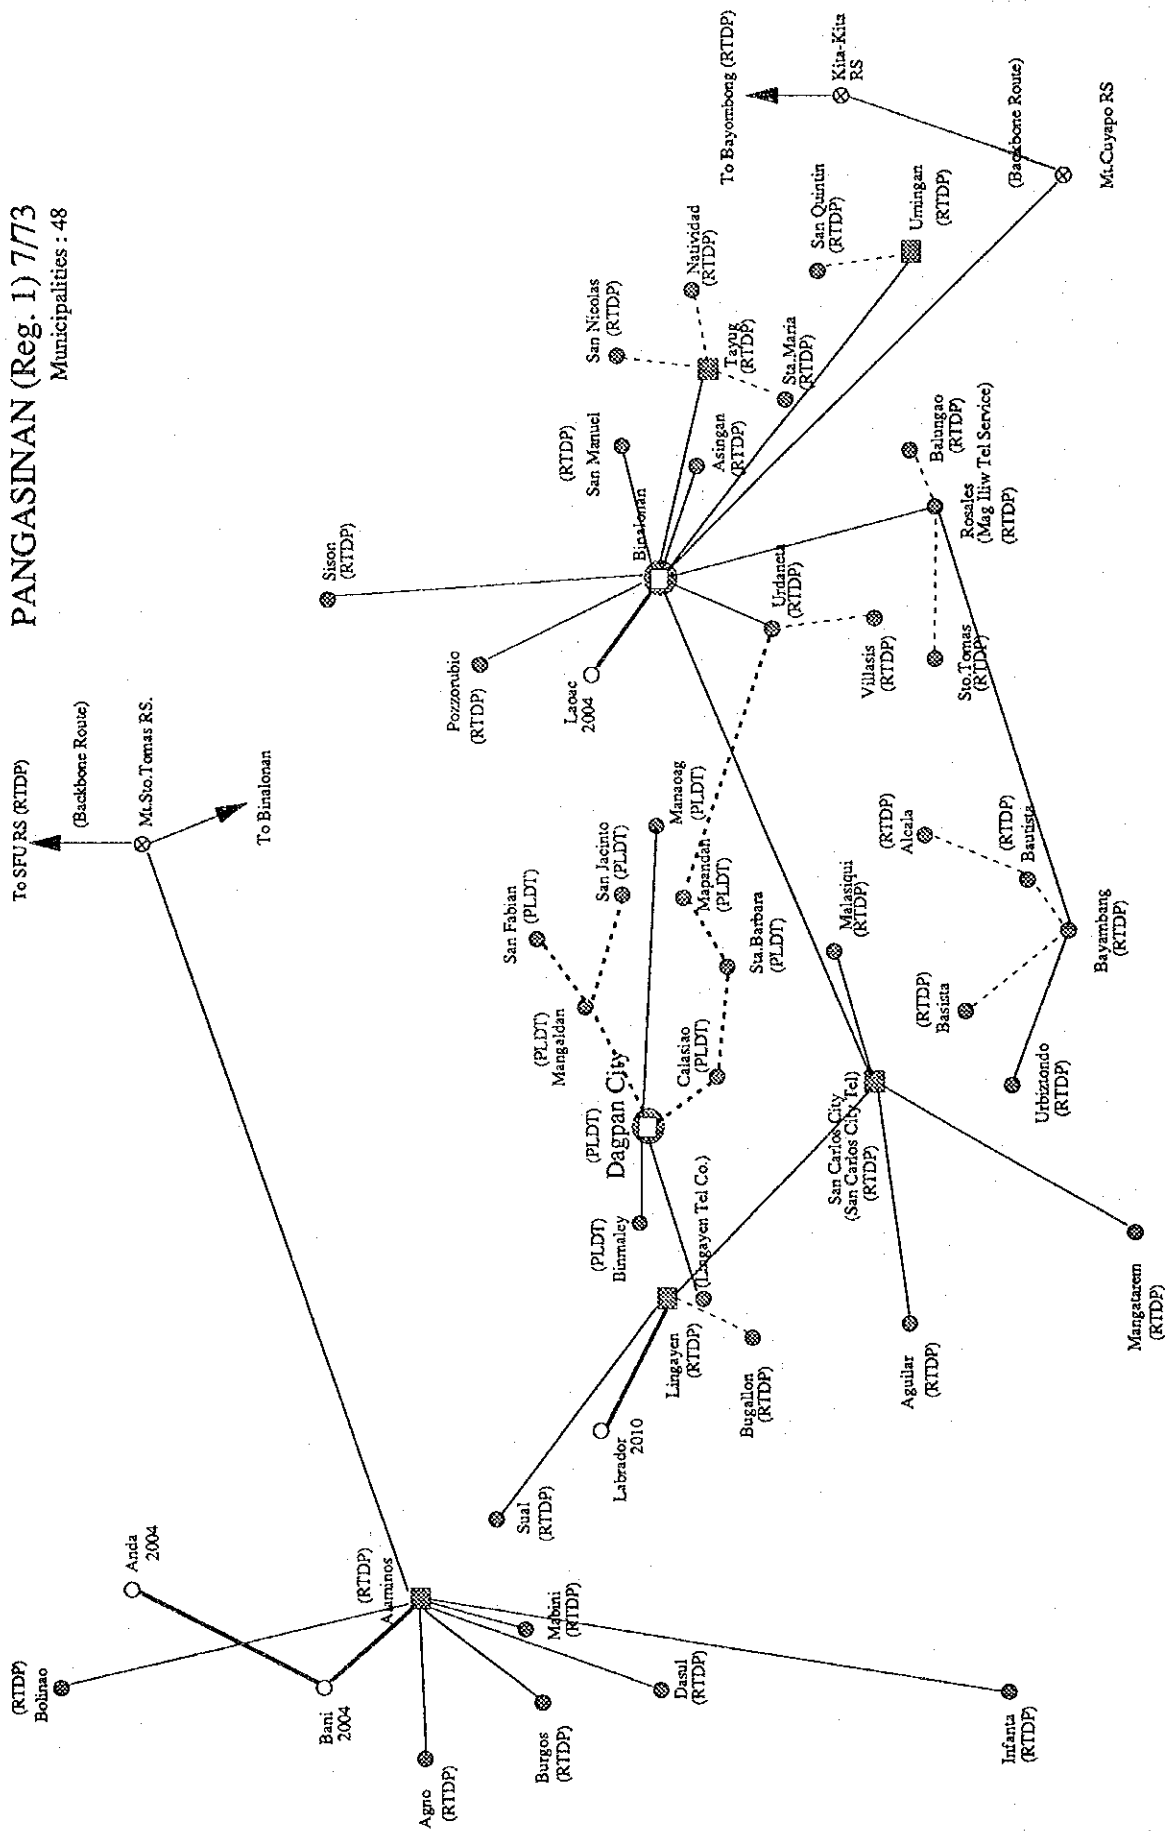 PANGASINAN (Reg. 1) 7/73
Municipalities : 48
To SFU RS (RTDP)
(Backbone Route)
Mt.Sto.Tomas RS.
To Binalonan
(RTDP)
Bolinao
Anda
2004
Bani
2004
(RTDP)
Alaminos
Agno
(RTDP)
Burgos
(RTDP)
Mabini
(RTDP)
Dasul
(RTDP)
Infanta
(RTDP)
Sual
(RTDP)
Labrador
2010
Lingayen
(RTDP)
(Lingayen Tel Co.)
Bugallon
(RTDP)
Aguilar
(RTDP)
Mangatarem
(RTDP)
(PLDT)
Binmaley
(PLDT)
Dagpan City
(PLDT)
Mangaldan
San Fabian
(PLDT)
San Jacinto
(PLDT)
Manaoag
(PLDT)
Mapandan
(PLDT)
Sta.Barbara
(PLDT)
Calasiao
(PLDT)
San Carlos City
(San Carlos City Tel)
(RTDP)
Malasiqui
(RTDP)
Urbiztondo
(RTDP)
(RTDP)
Basista
Bayambang
(RTDP)
(RTDP)
Bautista
(RTDP)
Alcala
Sison
(RTDP)
Pozzorubio
(RTDP)
Laoac
2004
Binalonan
(RTDP)
San Manuel
Asingan
(RTDP)
San Nicolas
(RTDP)
Natividad
(RTDP)
Tayug
(RTDP)
Sta.Maria
(RTDP)
Urdaneta
(RTDP)
Villasis
(RTDP)
Sto.Tomas
(RTDP)
Rosales
(Mag Iliw Tel Service)
(RTDP)
Balungao
(RTDP)
San Quintin
(RTDP)
Umingan
(RTDP)
To Bayombong (RTDP)
Kita-Kita
RS
(Backbone Route)
Mt.Cuyapo RS